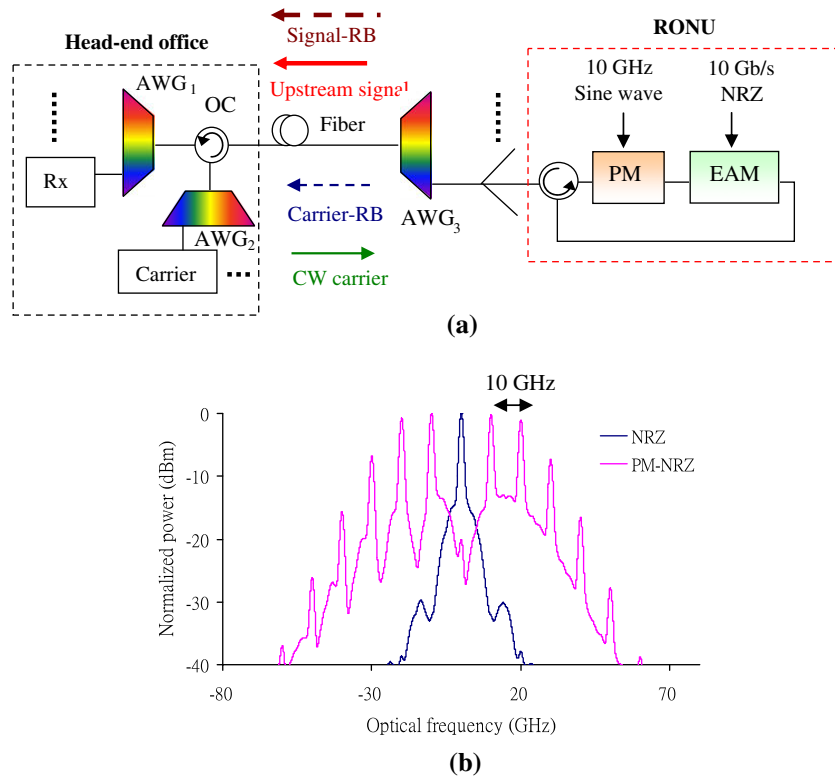 Signal-RB
Upstream signal
Head-end office
AWG1
OC
Rx
AWG2
Carrier
Fiber
Carrier-RB
CW carrier
AWG3
RONU
10 GHz
Sine wave
10 Gb/s
NRZ
PM
EAM
(a)
10 GHz
0
-10
-20
-30
-40
Normalized power (dBm)
NRZ
PM-NRZ
-80
-30
20
70
Optical frequency (GHz)
(b)